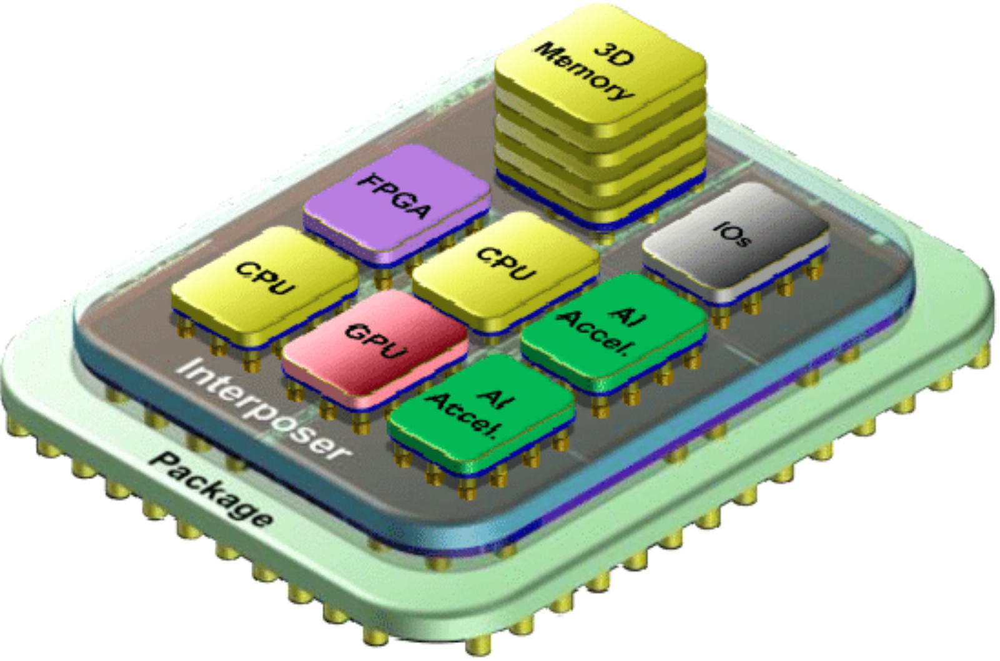 3D
Memory
FPGA
CPU
CPU
IOs
GPU
AI
Accel.
AI
Accel.
Interposer
Package